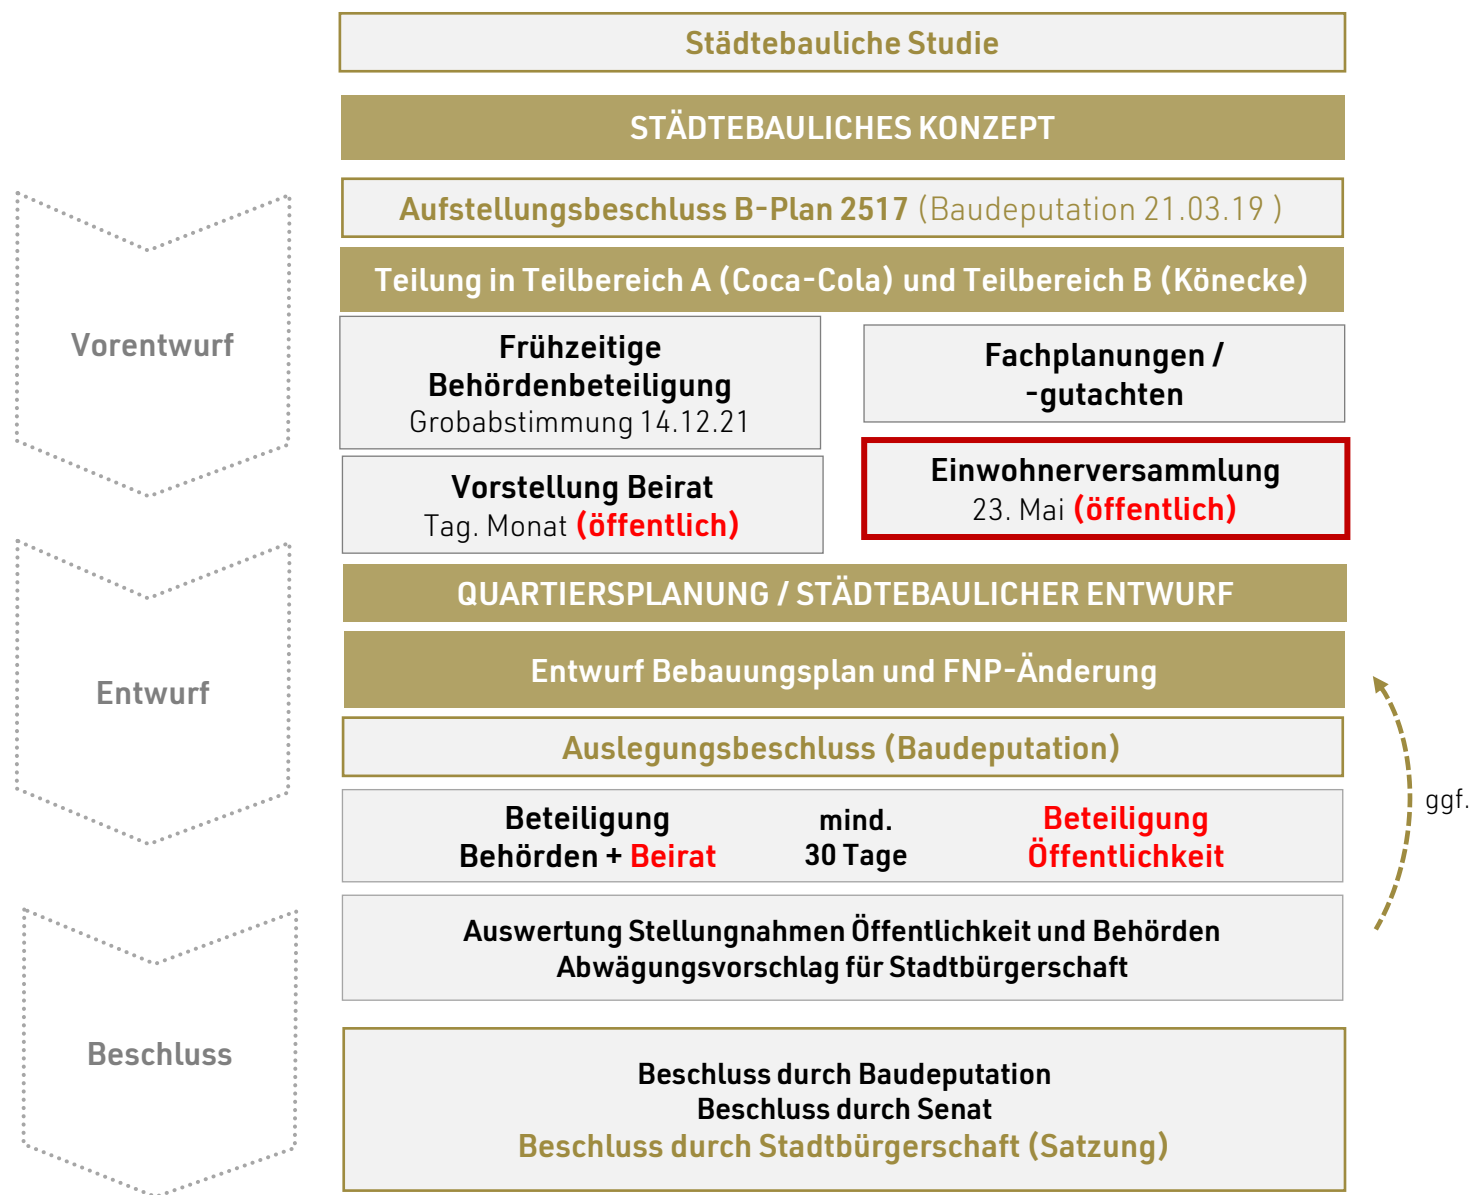 Städtebauliche Studie
STÄDTEBAULICHES KONZEPT
Aufstellungsbeschluss B-Plan 2517 (Baudeputation 21.03.19 )
Teilung in Teilbereich A (Coca-Cola) und Teilbereich B (Könecke)
Vorentwurf
Frühzeitige
Behördenbeteiligung
Grobabstimmung 14.12.21
Fachplanungen /
-gutachten
Vorstellung Beirat
Tag. Monat (öffentlich)
Einwohnerversammlung
23. Mai (öffentlich)
QUARTIERSPLANUNG / STÄDTEBAULICHER ENTWURF
Entwurf
Entwurf Bebauungsplan und FNP-Änderung
Auslegungsbeschluss (Baudeputation)
Beteiligung
Behörden + Beirat
mind.
30 Tage
Beteiligung
Öffentlichkeit
ggf.
Auswertung Stellungnahmen Öffentlichkeit und Behörden
Abwägungsvorschlag für Stadtbürgerschaft
Beschluss
Beschluss durch Baudeputation
Beschluss durch Senat
Beschluss durch Stadtbürgerschaft (Satzung)